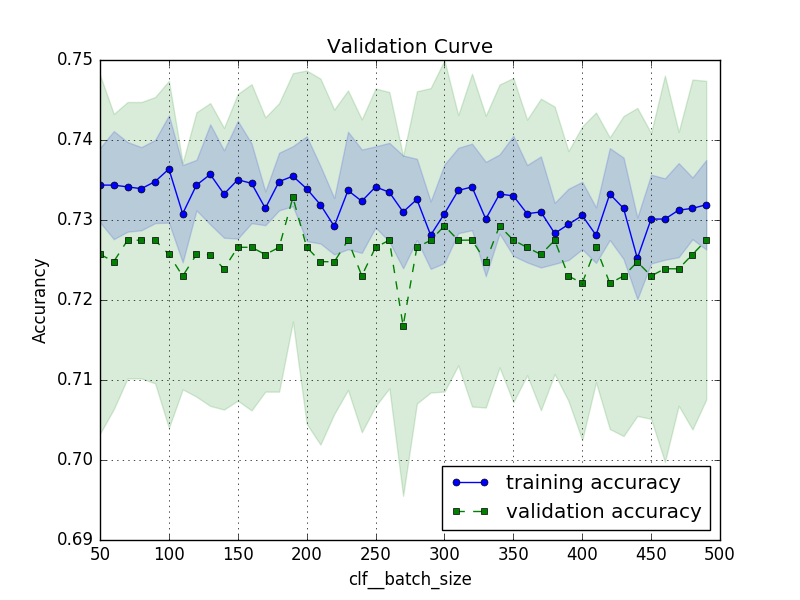 Validation Curve
0.75
0.74
0.73
0.72
0.71
0.70
0.69
Accurancy
50 100 150 200 250 300 350 400 450 500
clf__batch_size
training accuracy
validation accuracy